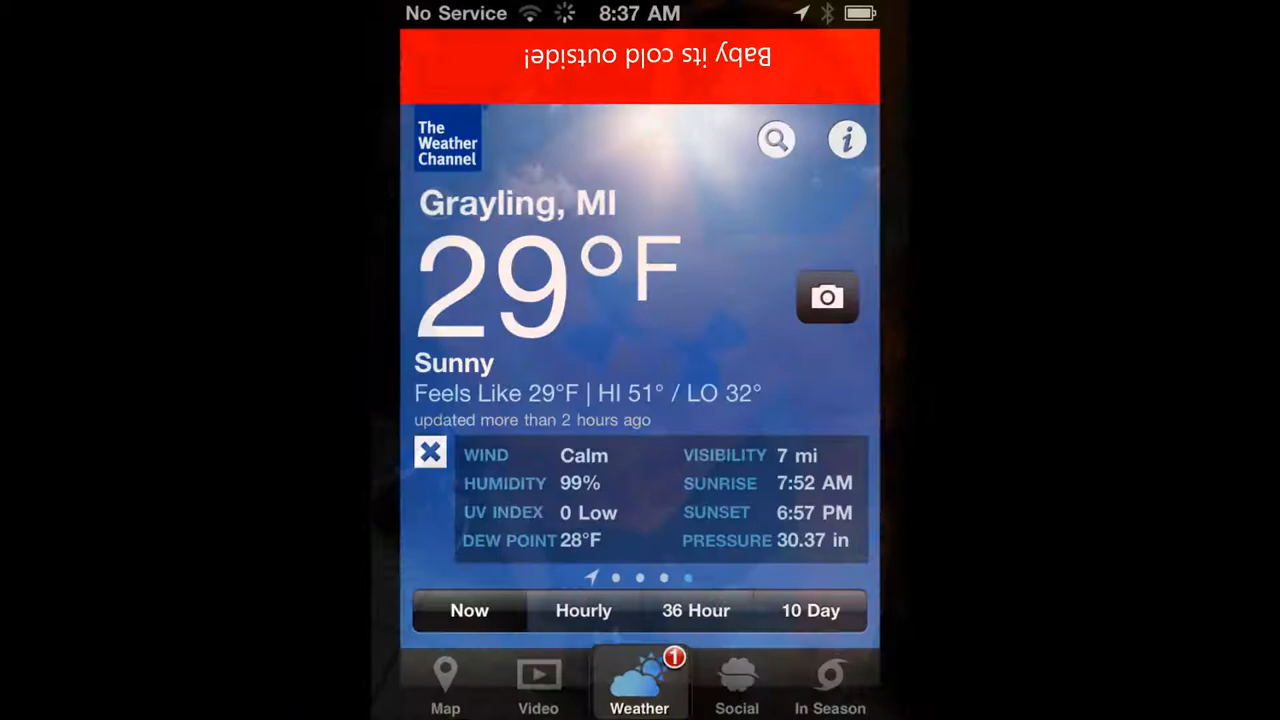 No Service 8:37 AM
Baby its cold outside!
The
Weather
Channel
i
Grayling, MI
29°F
Sunny
Feels Like 29°F | HI 51° / LO 32°
updated more than 2 hours ago
WIND Calm VISIBILITY 7 mi
HUMIDITY 99% SUNRISE 7:52 AM
UV INDEX 0 Low SUNSET 6:57 PM
DEW POINT 28°F PRESSURE 30.37 in
Now Hourly 36 Hour 10 Day
1
Map Video Weather Social In Season